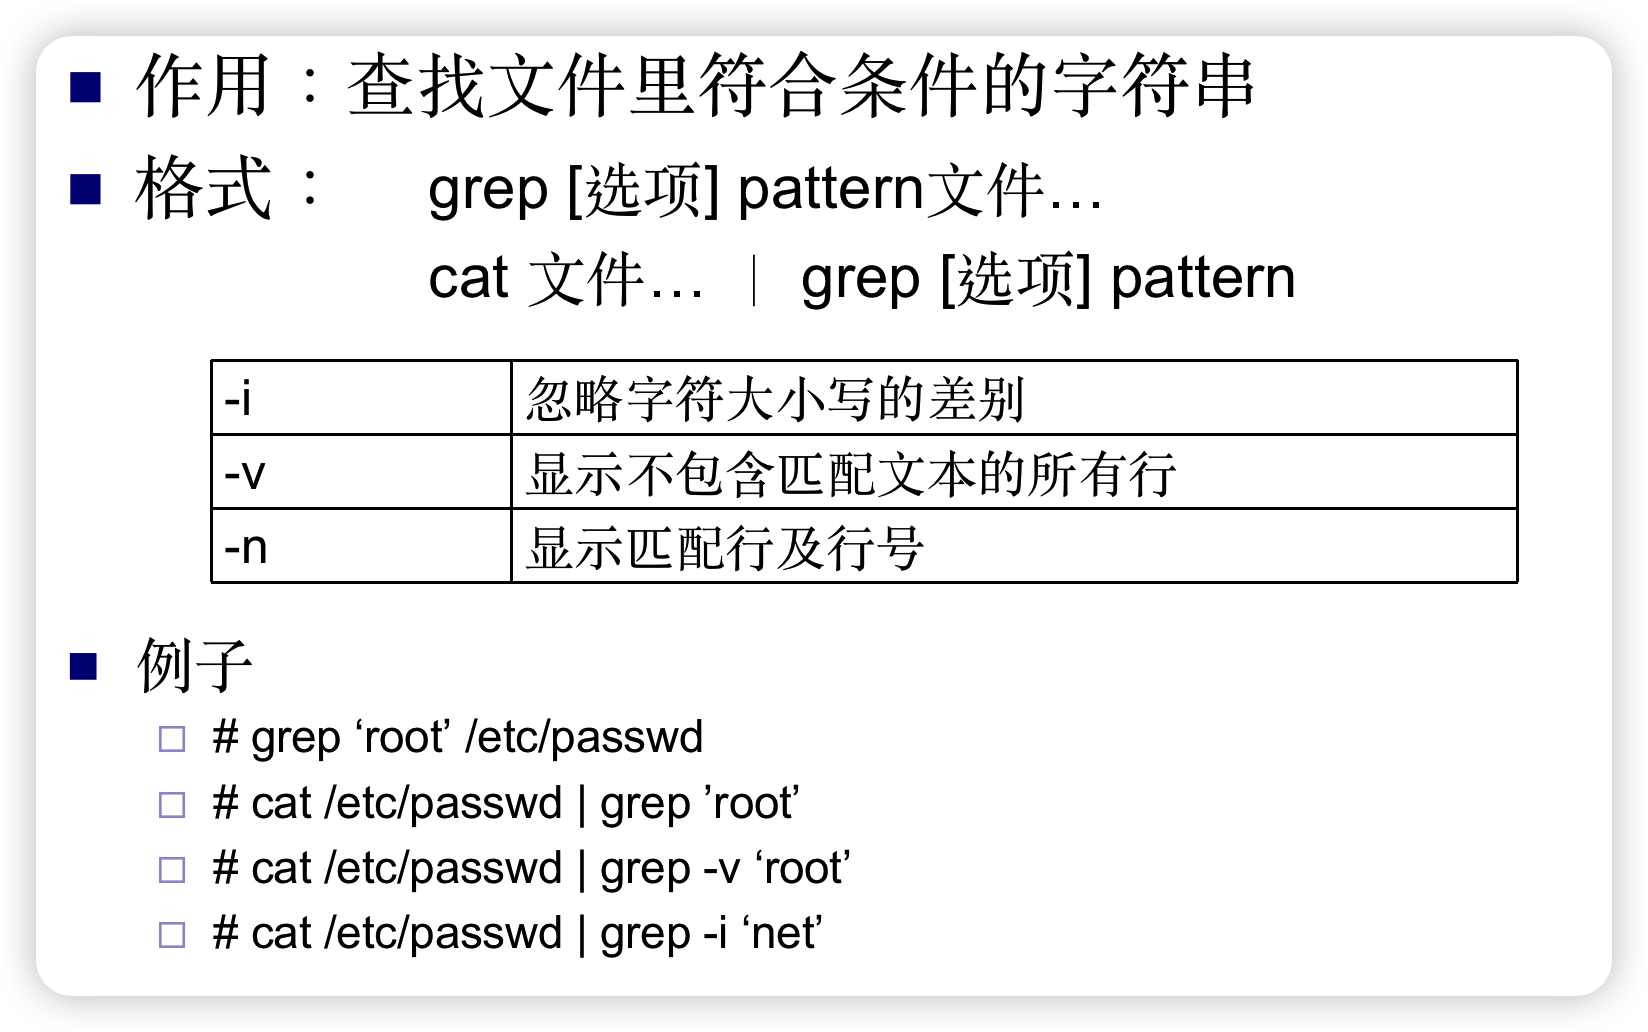 作用：查找文件里符合条件的字符串
格式： grep [选项] pattern文件…
cat 文件… | grep [选项] pattern
-i 忽略字符大小写的差别
-v 显示不包含匹配文本的所有行
-n 显示匹配行及行号
例子
# grep ‘root’ /etc/passwd
# cat /etc/passwd | grep ’root’
# cat /etc/passwd | grep -v ‘root’
# cat /etc/passwd | grep -i ‘net’